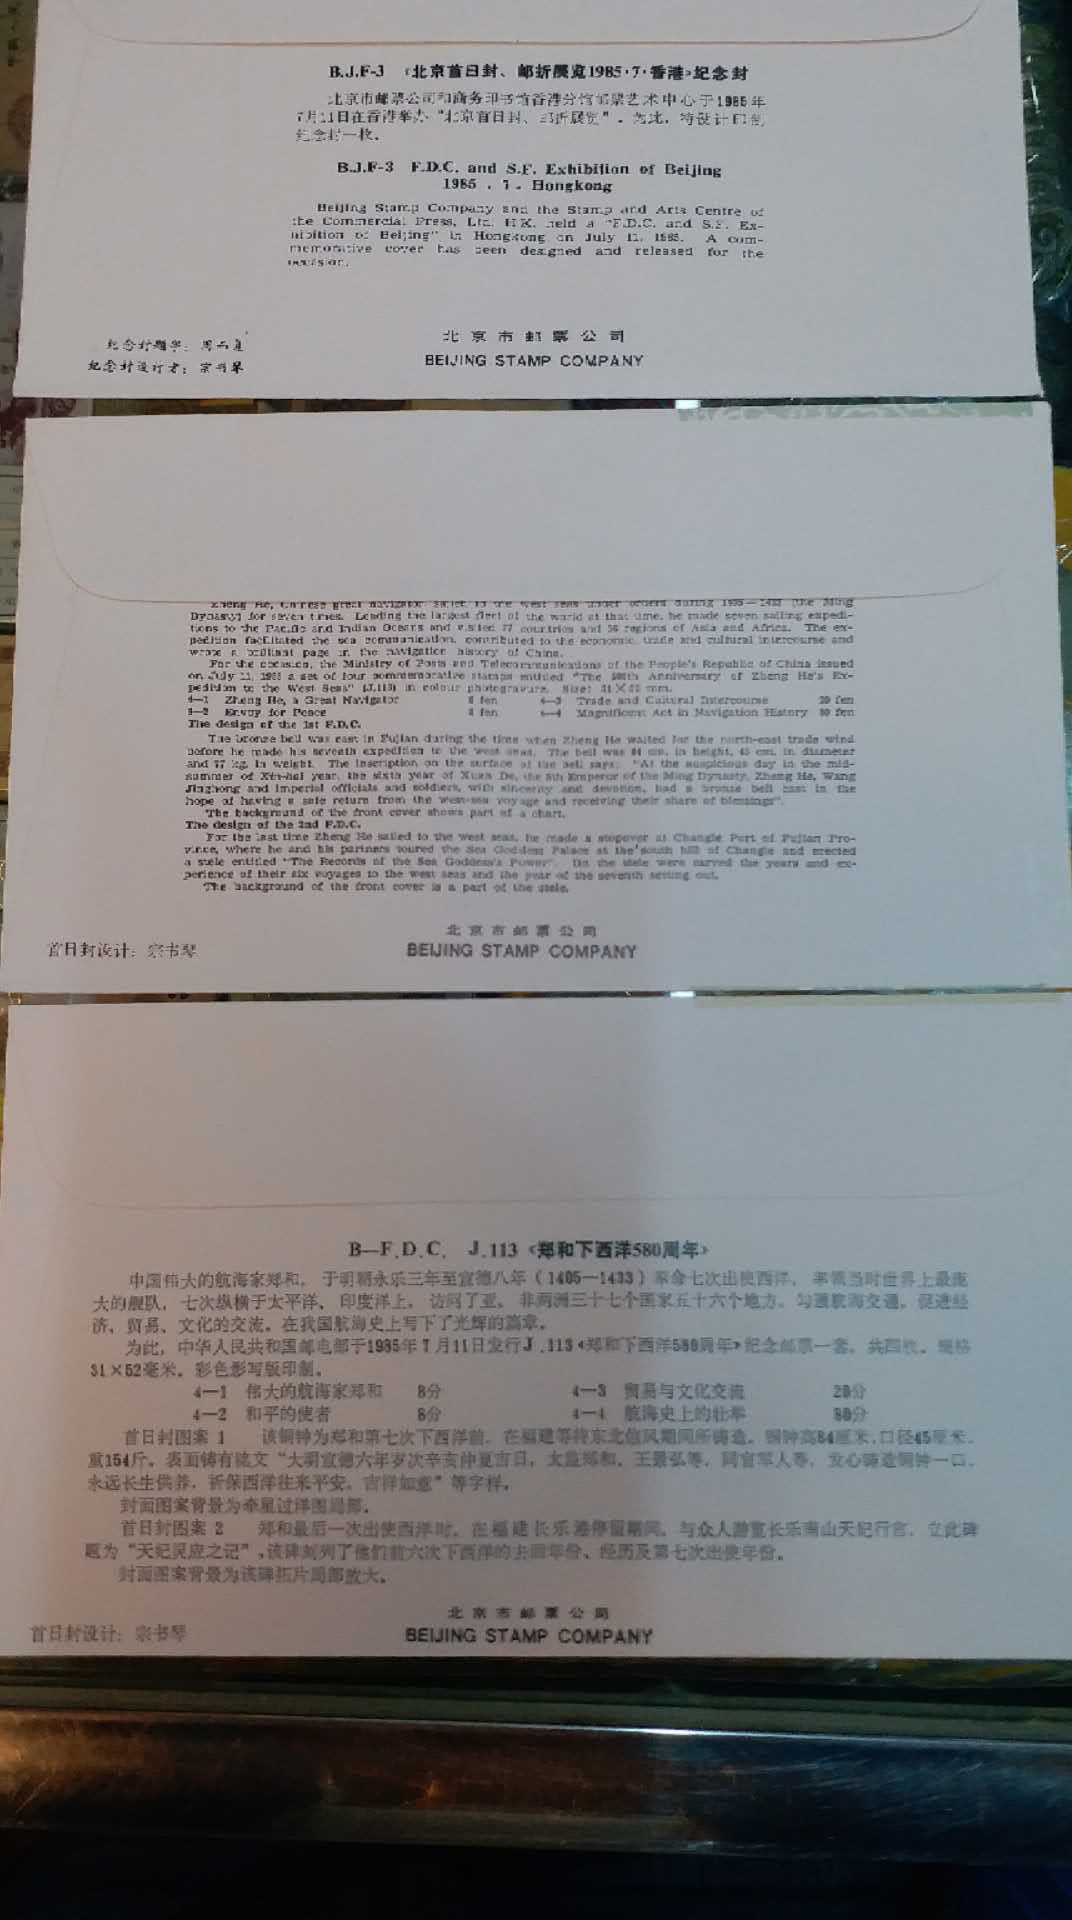 B.J.F-3 《北京首日封、邮折展览1985·7·香港》纪念封
北京市邮票公司和商务印书馆香港分馆邮票艺术中心于1985年
7月11日在香港举办“北京首日封、邮折展览”。为此，特设计印制
纪念封一枚。
B.J.F-3 F.D.C. and S.F. Exhibition of Beijing
1985 . 7 . Hongkong
Beijing Stamp Company and the Stamp and Arts Centre of
the Commercial Press, Ltd. H.K. held a "F.D.C. and S.F. Ex-
hibition of Beijing" in Hongkong on July 11, 1985. A com-
memorative cover has been designed and released for the
occasion.
纪念封题字：周而复
纪念封设计者：宗书琴
北京市邮票公司
BEIJING STAMP COMPANY
Zheng He, Chinese great navigator sailed to the west seas under orders during 1405—1433 (the Ming
Dynasty) for seven times. Leading the largest fleet of the world at that time, he made seven sailing expedi-
tions to the Pacific and Indian Oceans and visited 37 countries and 56 regions of Asia and Africa. The ex-
pedition facilitated the sea communication, contributed to the economic, trade and cultural intercourse and
wrote a brilliant page in the navigation history of China.
For the occasion, the Ministry of Posts and Telecommunications of the People's Republic of China issued
on July 11, 1985 a set of four commemorative stamps entitled "The 580th Anniversary of Zheng He's Ex-
pedition to the West Seas" (J.113) in colour photogravure. Size: 31×52 mm.
4—1 Zheng He, a Great Navigator 8 fen 4—3 Trade and Cultural Intercourse 20 fen
4—2 Envoy for Peace 8 fen 4—4 Magnificent Act in Navigation History 80 fen
The design of the 1st F.D.C.
The bronze bell was cast in Fujian during the time when Zheng He waited for the north-east trade wind
before he made his seventh expedition to the west seas. The bell was 84 cm. in height, 45 cm. in diameter
and 77 kg. in weight. The inscription on the surface of the bell says: "At the auspicious day in the mid-
summer of Xin-hai year, the sixth year of Xuan De, the 5th Emperor of the Ming Dynasty, Zheng He, Wang
Jinghong and imperial officials and soldiers, with sincerity and devotion, had a bronze bell cast in the
hope of having a safe return from the west-sea voyage and receiving their share of blessings".
The background of the front cover shows part of a chart.
The design of the 2nd F.D.C.
For the last time Zheng He sailed to the west seas, he made a stopover at Changle Port of Fujian Pro-
vince, where he and his partners toured the Sea Goddess Palace at the south hill of Changle and erected
a stele entitled "The Records of the Sea Goddess's Power". On the stele were carved the years and ex-
perience of their six voyages to the west seas and the year of the seventh setting out.
The background of the front cover is a part of the stele.
首日封设计：宗书琴
北京市邮票公司
BEIJING STAMP COMPANY
B—F.D.C. J.113 《郑和下西洋580周年》
中国伟大的航海家郑和，于明朝永乐三年至宣德八年（1405—1433）奉命七次出使西洋，率领当时世界上最庞
大的舰队，七次纵横于太平洋、印度洋上，访问了亚、非两洲三十七个国家五十六个地方，沟通航海交通，促进经
济、贸易、文化的交流，在我国航海史上写下了光辉的篇章。
为此，中华人民共和国邮电部于1985年7月11日发行J.113《郑和下西洋580周年》纪念邮票一套，共四枚。规格
31×52毫米。彩色影写版印制。
4—1 伟大的航海家郑和 8分 4—3 贸易与文化交流 20分
4—2 和平的使者 8分 4—4 航海史上的壮举 80分
首日封图案 1 该铜钟为郑和第七次下西洋前，在福建等待东北信风期间所铸造。铜钟高84厘米，口径45厘米，
重154斤。表面铸有铭文“大明宣德六年岁次辛亥仲夏吉日，太监郑和、王景弘等，同官军人等，发心铸造铜钟一口，
永远长生供养，祈保西洋往来平安，吉祥如意”等字样。
封面图案背景为牵星过洋图局部。
首日封图案 2 郑和最后一次出使西洋时，在福建长乐港停留期间，与众人游览长乐南山天妃行宫，立此碑
题为“天妃灵应之记”，该碑刻列了他们前六次下西洋的去回年份、经历及第七次出使年份。
封面图案背景为该碑拓片局部放大。
首日封设计：宗书琴
北京市邮票公司
BEIJING STAMP COMPANY